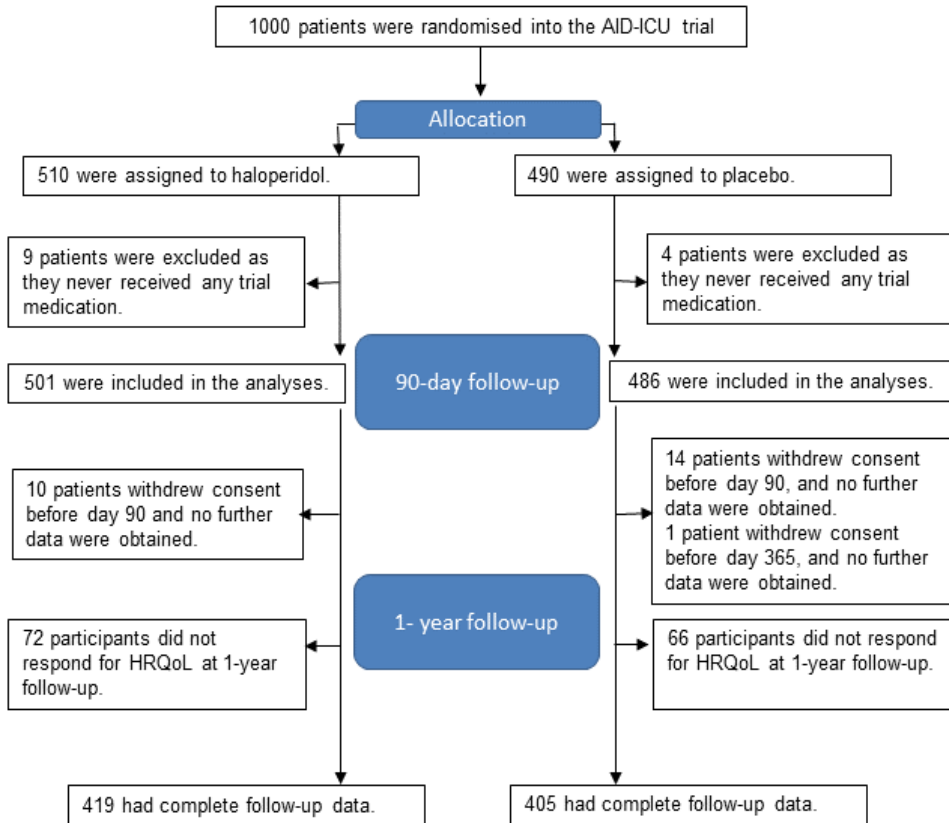 1000 patients were randomised into the AID-ICU trial
Allocation
510 were assigned to haloperidol.
490 were assigned to placebo.
9 patients were excluded as
they never received any trial
medication.
4 patients were excluded as
they never received any trial
medication.
501 were included in the analyses.
90-day follow-up
486 were included in the analyses.
10 patients withdrew consent
before day 90 and no further
data were obtained.
14 patients withdrew consent
before day 90, and no further
data were obtained.
1 patient withdrew consent
before day 365, and no further
data were obtained.
1- year follow-up
72 participants did not
respond for HRQoL at 1-year
follow-up.
66 participants did not respond
for HRQoL at 1-year follow-up.
419 had complete follow-up data.
405 had complete follow-up data.